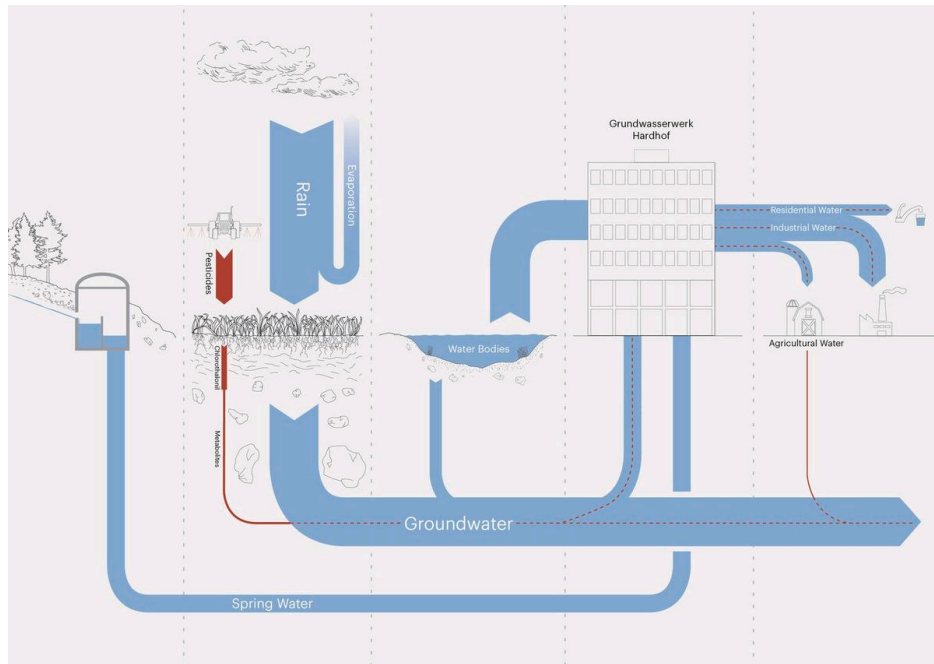 Grundwasserwerk
Hardhof
Rain
Evaporation
Pesticides
Residential Water
Industrial Water
Water Bodies
Agricultural Water
Chlorothalonil
Metabolites
Groundwater
Spring Water